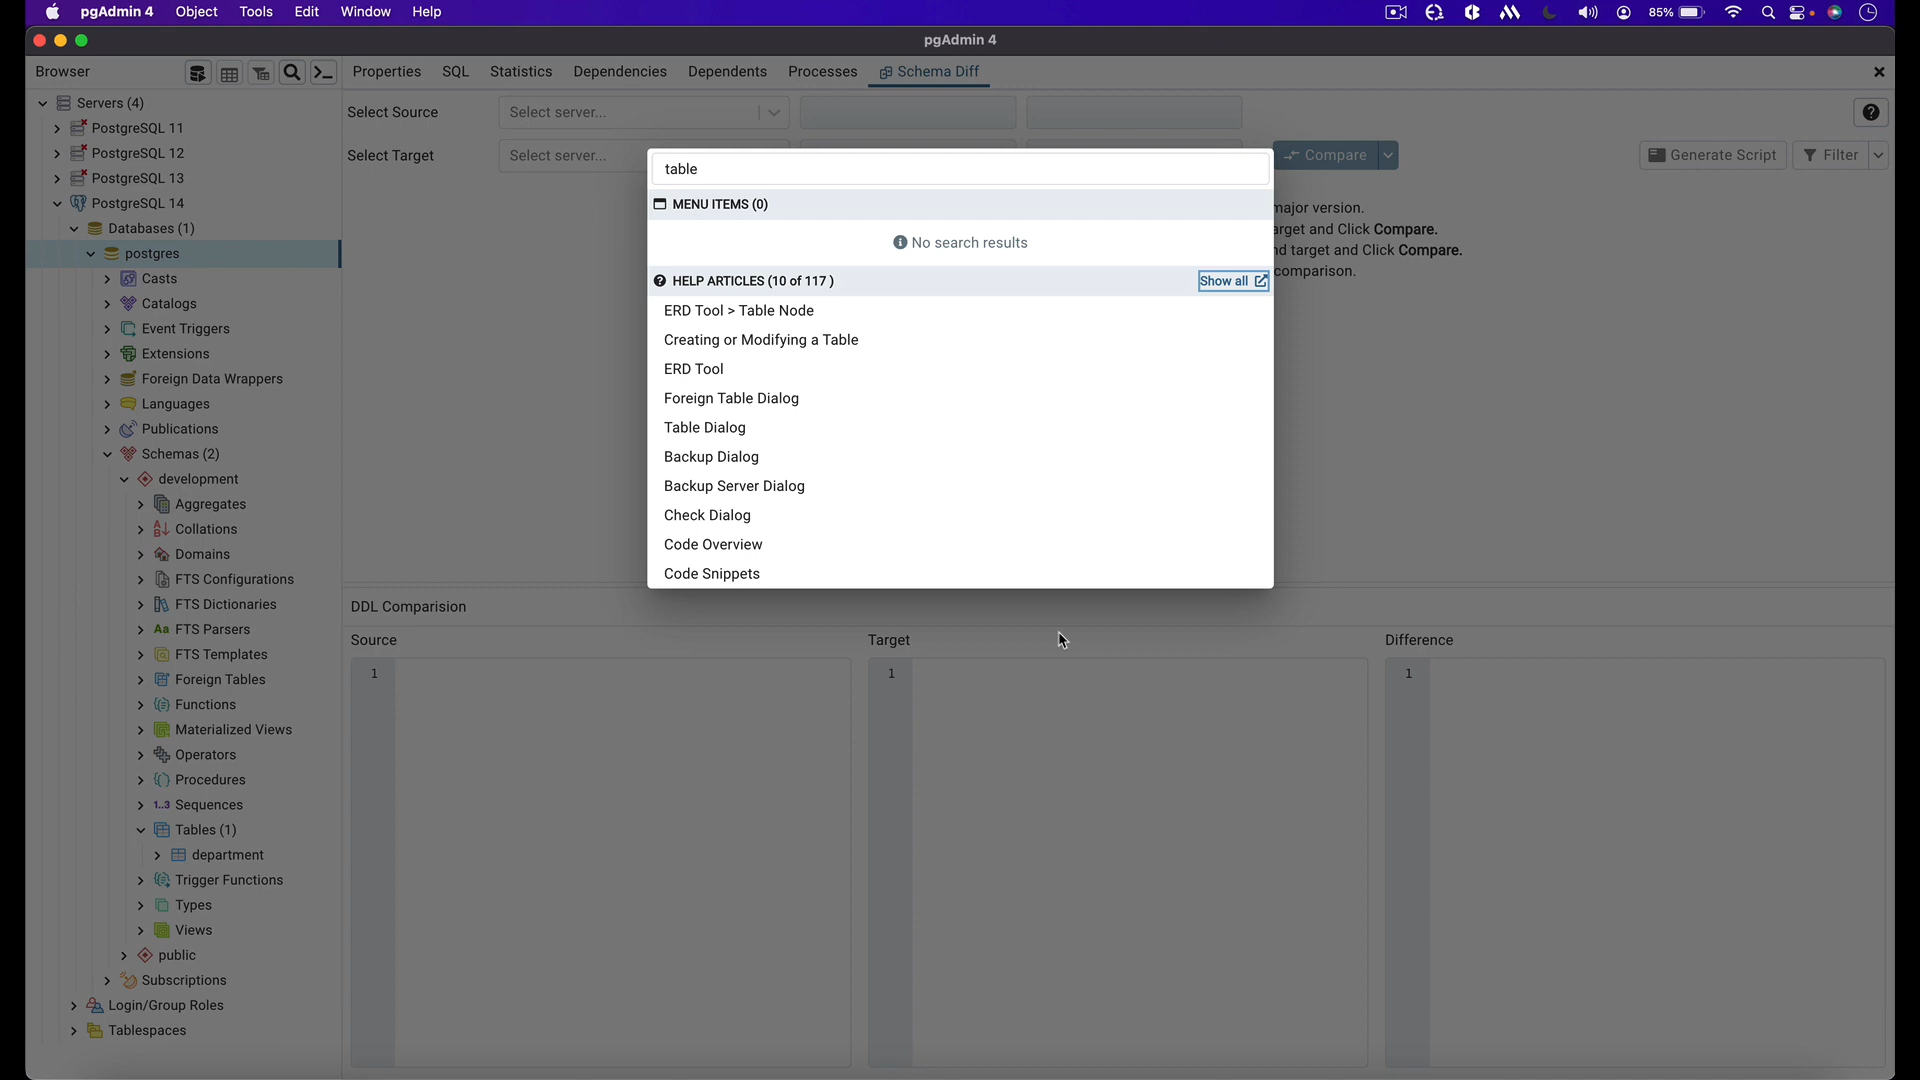 pgAdmin 4 Object Tools Edit Window Help 85%
pgAdmin 4
Browser Properties SQL Statistics Dependencies Dependents Processes Schema Diff
Servers (4)
PostgreSQL 11
PostgreSQL 12
PostgreSQL 13
PostgreSQL 14
Databases (1)
postgres
Casts
Catalogs
Event Triggers
Extensions
Foreign Data Wrappers
Languages
Publications
Schemas (2)
development
Aggregates
Collations
Domains
FTS Configurations
FTS Dictionaries
Aa FTS Parsers
FTS Templates
Foreign Tables
Functions
Materialized Views
Operators
Procedures
1..3 Sequences
Tables (1)
department
Trigger Functions
Types
Views
public
Subscriptions
Login/Group Roles
Tablespaces
Select Source Select server...
Select Target Select server... Compare Generate Script Filter
major version.
arget and Click Compare.
nd target and Click Compare.
comparison.
table
MENU ITEMS (0)
No search results
HELP ARTICLES (10 of 117 ) Show all
ERD Tool > Table Node
Creating or Modifying a Table
ERD Tool
Foreign Table Dialog
Table Dialog
Backup Dialog
Backup Server Dialog
Check Dialog
Code Overview
Code Snippets
DDL Comparision
Source Target Difference
1 1 1